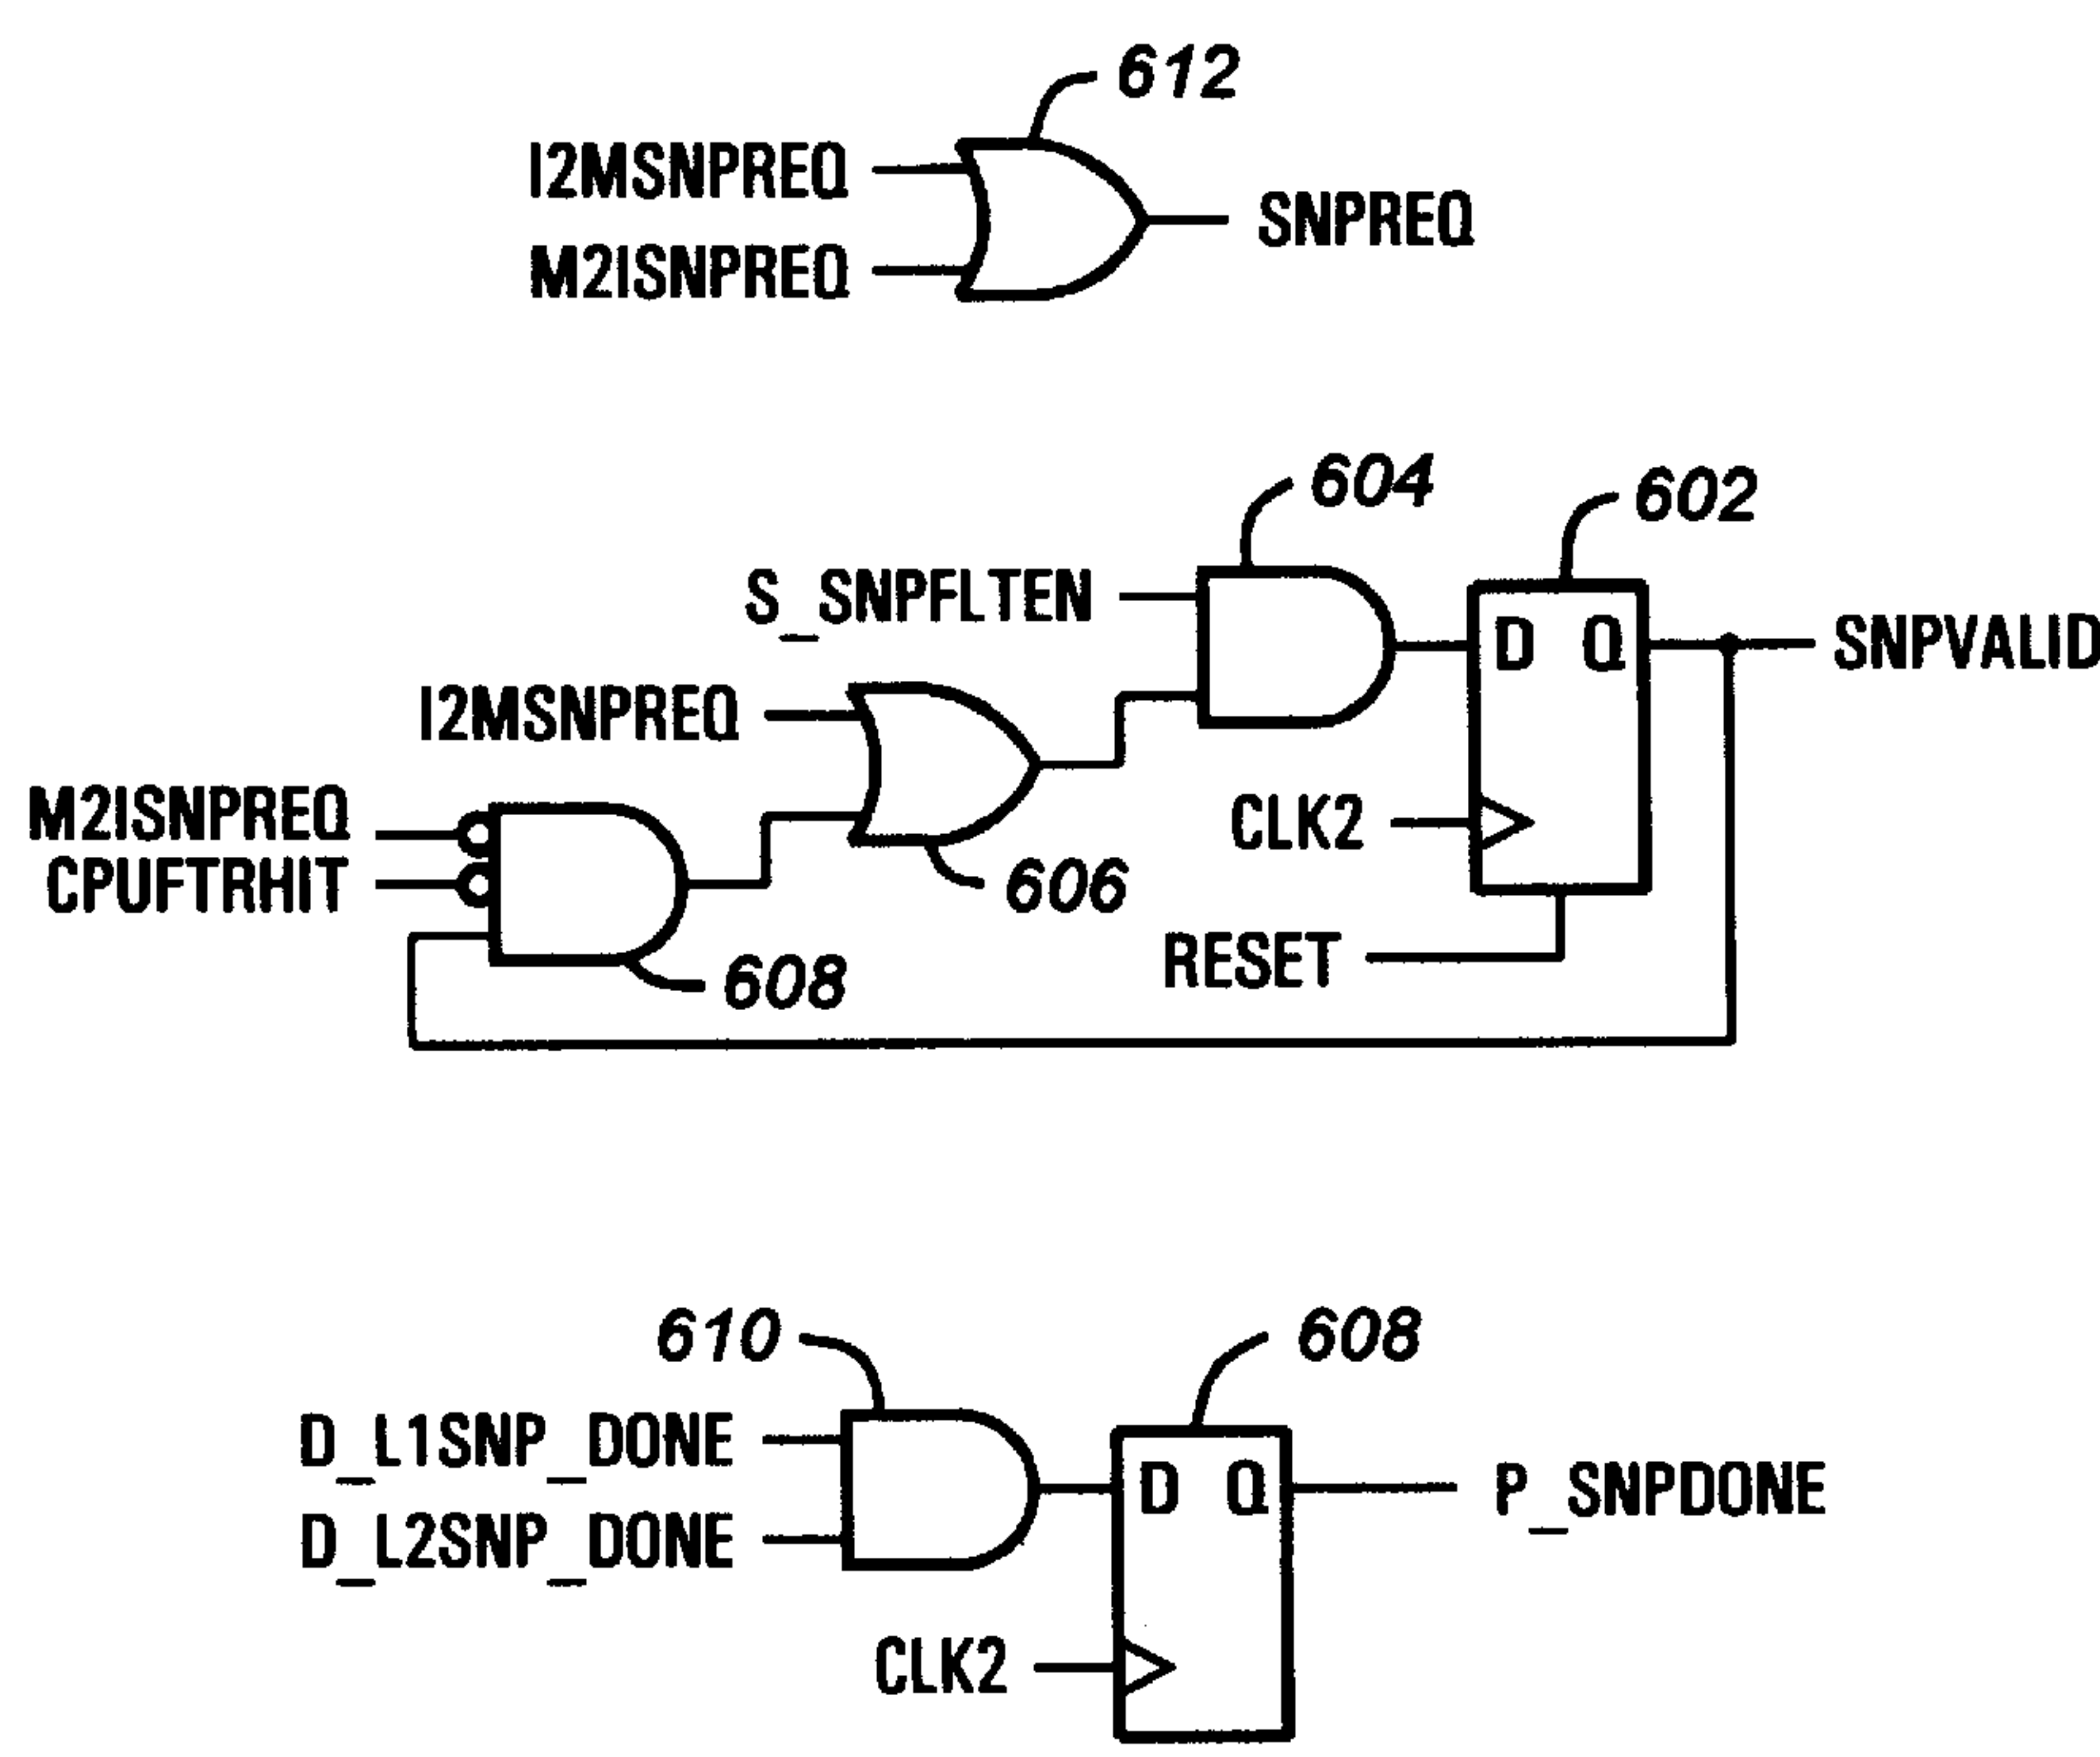 612
I2MSNPREQ
SNPREQ
M2ISNPREQ
604
602
S_SNPFLTEN
D Q
SNPVALID
I2MSNPREQ
M2ISNPREQ
CLK2
CPUFTRHIT
606
RESET
608
610
608
D_L1SNP_DONE
D Q
P_SNPDONE
D_L2SNP_DONE
CLK2